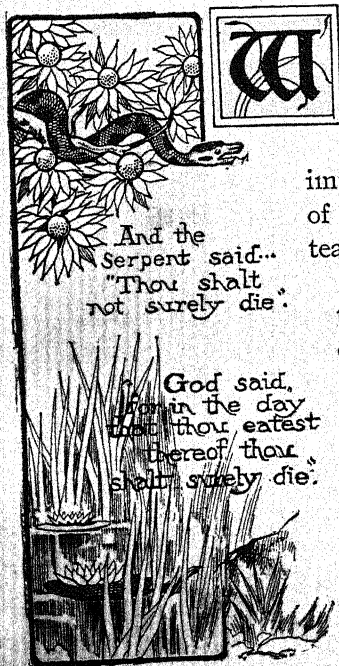 W
im
of
tea
And the
Serpent said...
"Thou shalt
not surely die".
God said,
for in the day
that thou eatest
thereof thou
shalt surely die".